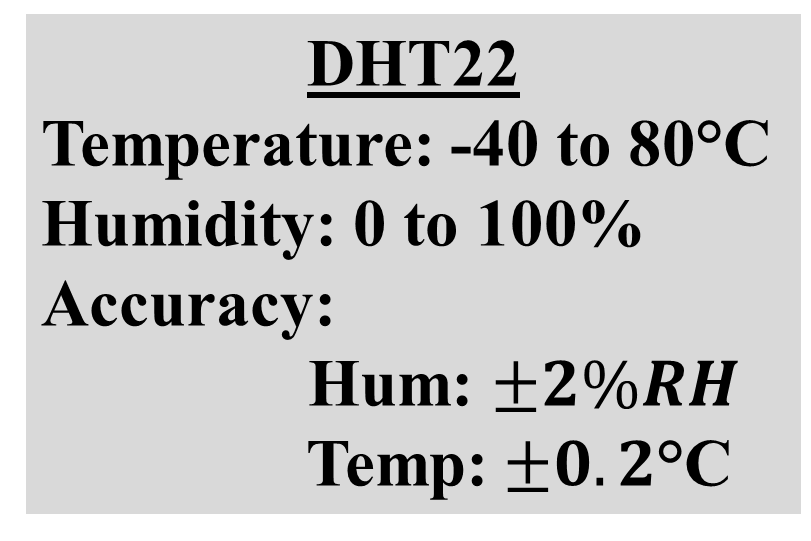 DHT22
Temperature: -40 to 80°C
Humidity: 0 to 100%
Accuracy:
Hum: ±2%RH
Temp: ±0.2°C